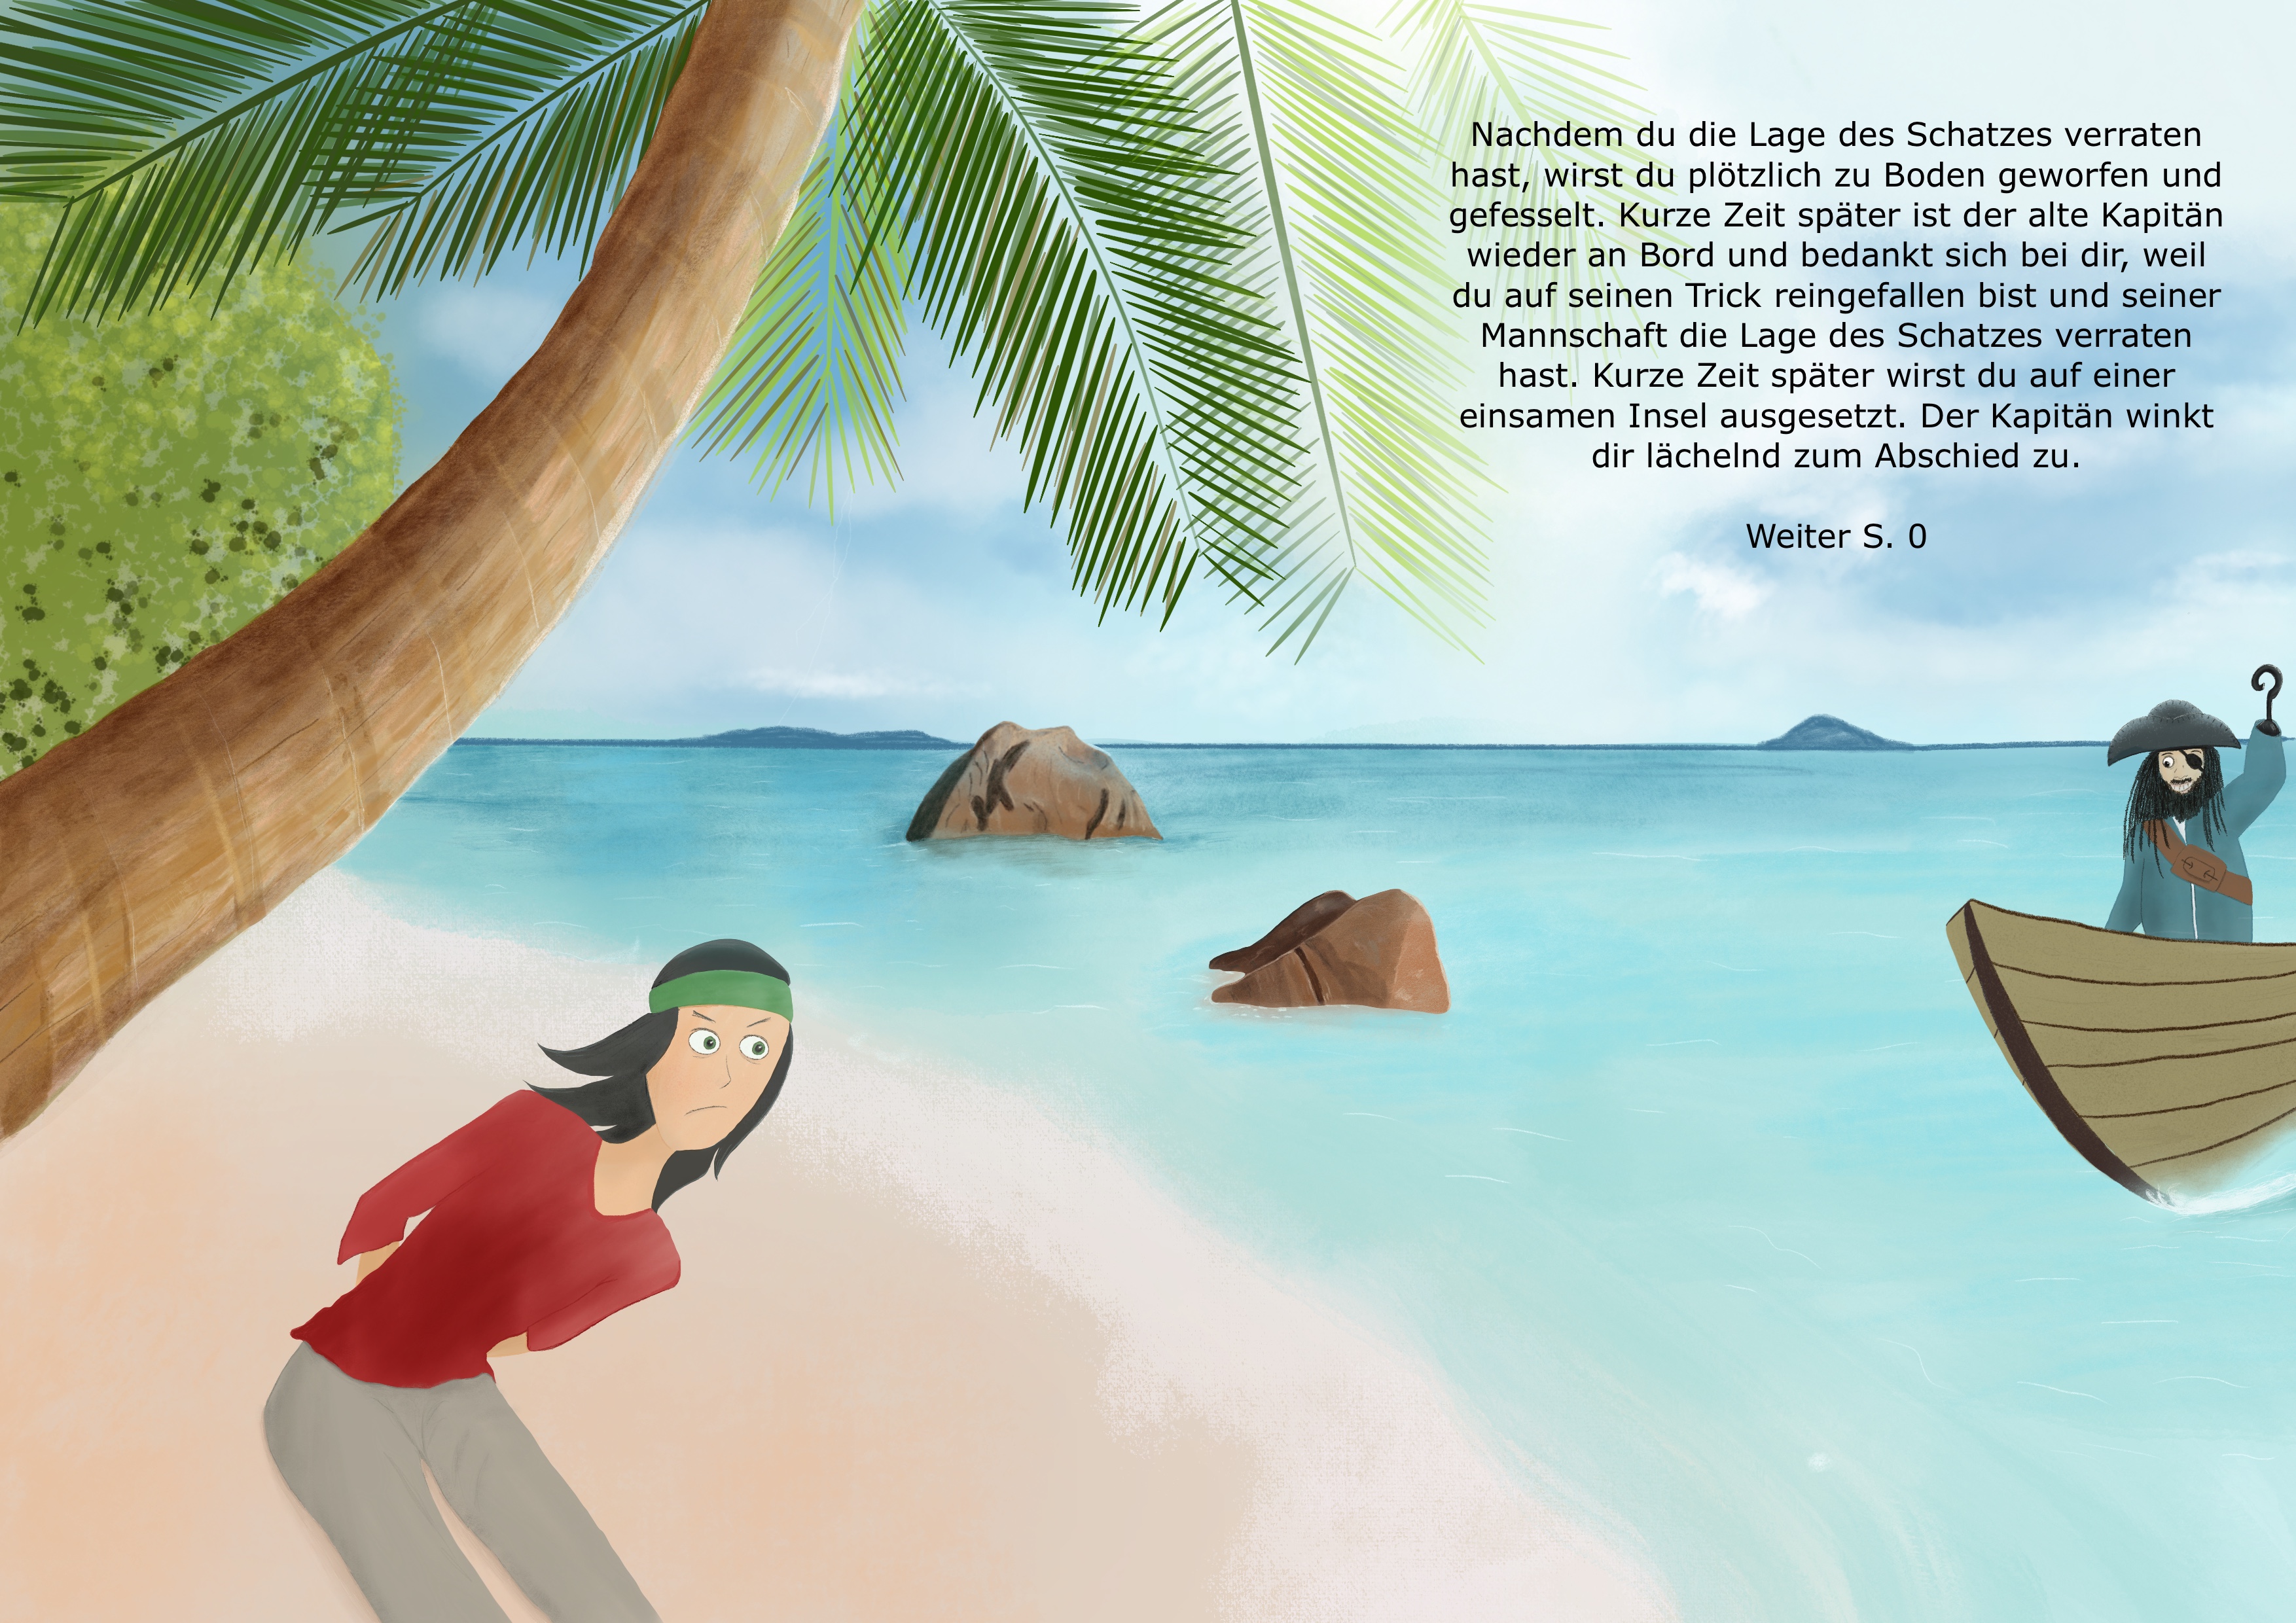 Nachdem du die Lage des Schatzes verraten
hast, wirst du plötzlich zu Boden geworfen und
gefesselt. Kurze Zeit später ist der alte Kapitän
wieder an Bord und bedankt sich bei dir, weil
du auf seinen Trick reingefallen bist und seiner
Mannschaft die Lage des Schatzes verraten
hast. Kurze Zeit später wirst du auf einer
einsamen Insel ausgesetzt. Der Kapitän winkt
dir lächelnd zum Abschied zu.
Weiter S. 0